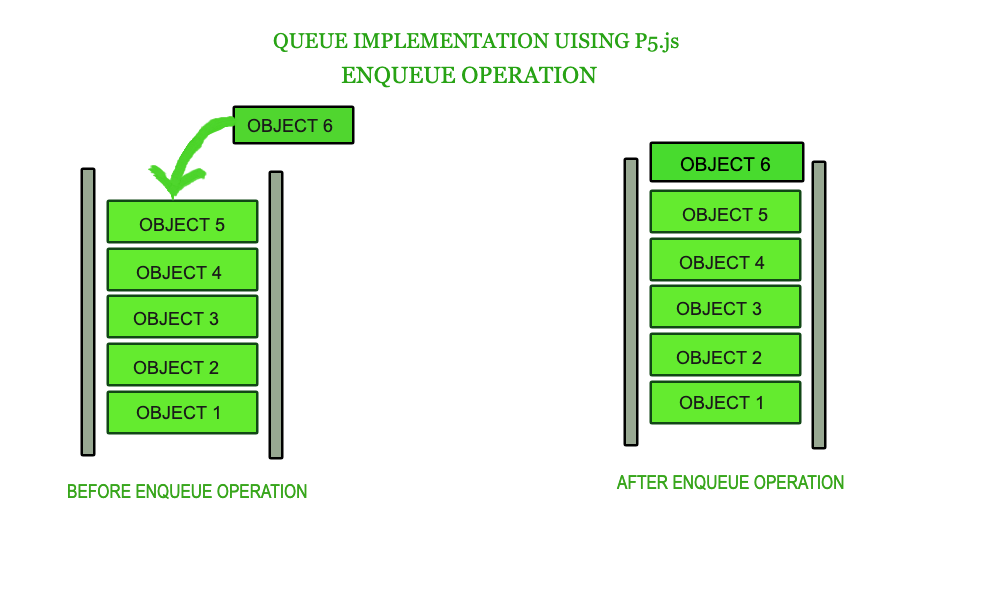 QUEUE IMPLEMENTATION UISING P5.js
ENQUEUE OPERATION
OBJECT 6
OBJECT 5
OBJECT 4
OBJECT 3
OBJECT 2
OBJECT 1
BEFORE ENQUEUE OPERATION
OBJECT 6
OBJECT 5
OBJECT 4
OBJECT 3
OBJECT 2
OBJECT 1
AFTER ENQUEUE OPERATION